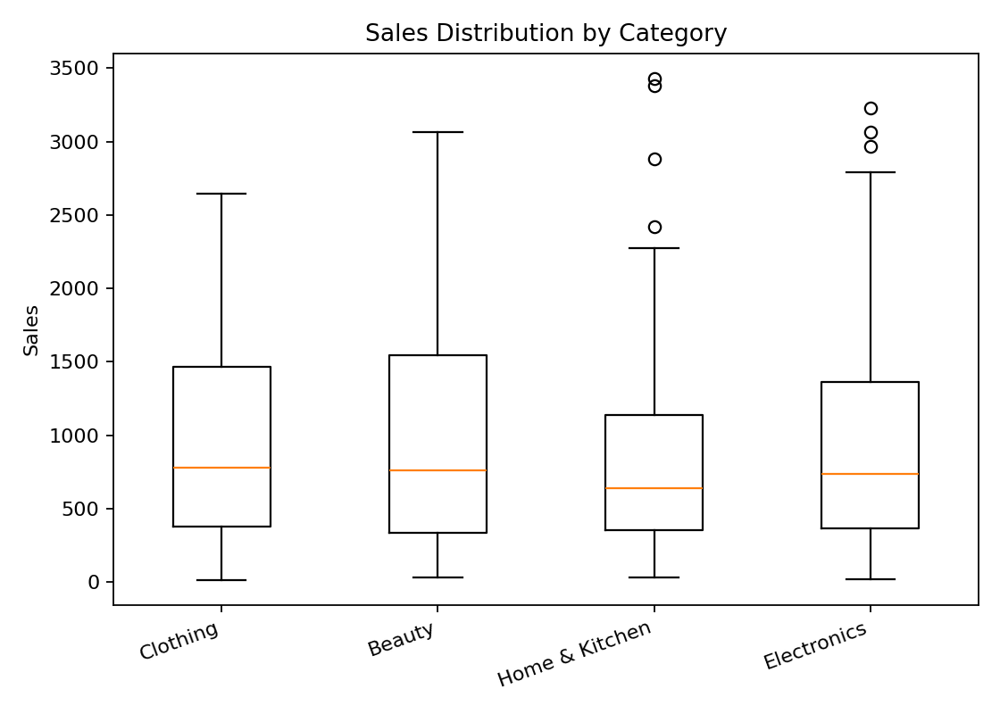 Sales Distribution by Category
3500
3000
2500
2000
1500
1000
500
0
Sales
Clothing
Beauty
Home & Kitchen
Electronics